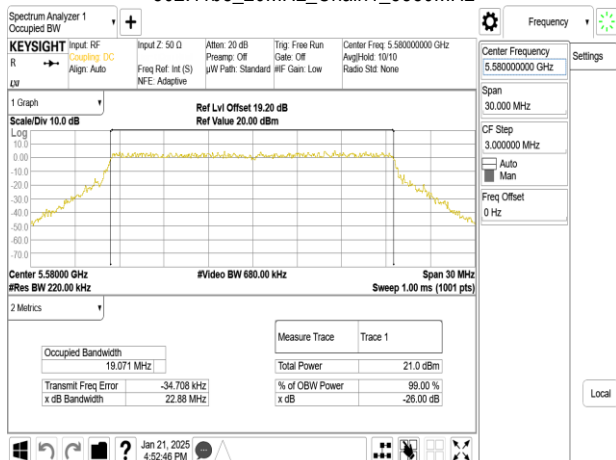 Spectrum Analyzer 1
Occupied BW
Frequency
KEYSIGHT
R
Input: RF
Coupling: DC
Align: Auto
Input Z: 50 Ω
Freq Ref: Int (S)
NFE: Adaptive
Atten: 20 dB
Preamp: Off
µW Path: Standard
Trig: Free Run
Gate: Off
#IF Gain: Low
Center Freq: 5.580000000 GHz
Avg|Hold: 10/10
Radio Std: None
LXI
1 Graph
Scale/Div 10.0 dB
Ref Lvl Offset 19.20 dB
Ref Value 20.00 dBm
Log
10.0
0.00
-10.0
-20.0
-30.0
-40.0
-50.0
-60.0
-70.0
Center 5.58000 GHz
#Res BW 220.00 kHz
#Video BW 680.00 kHz
Span 30 MHz
Sweep 1.00 ms (1001 pts)
2 Metrics
Occupied Bandwidth
19.071 MHz
Transmit Freq Error -34.708 kHz
x dB Bandwidth 22.88 MHz
Measure Trace Trace 1
Total Power 21.0 dBm
% of OBW Power 99.00 %
x dB -26.00 dB
Center Frequency
5.580000000 GHz
Span
30.000 MHz
CF Step
3.000000 MHz
Auto
Man
Freq Offset
0 Hz
Settings
Local
Jan 21, 2025
4:52:46 PM